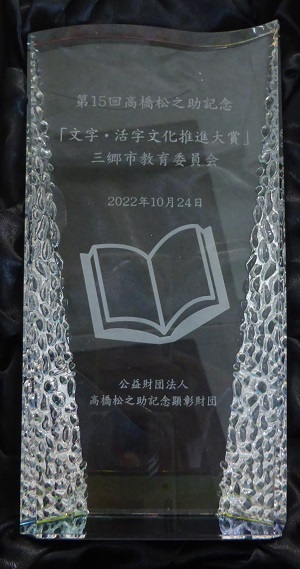 第15回高橋松之助記念
「文字・活字文化推進大賞」
三郷市教育委員会
2022年10月24日
公益財団法人
高橋松之助記念顕彰財団